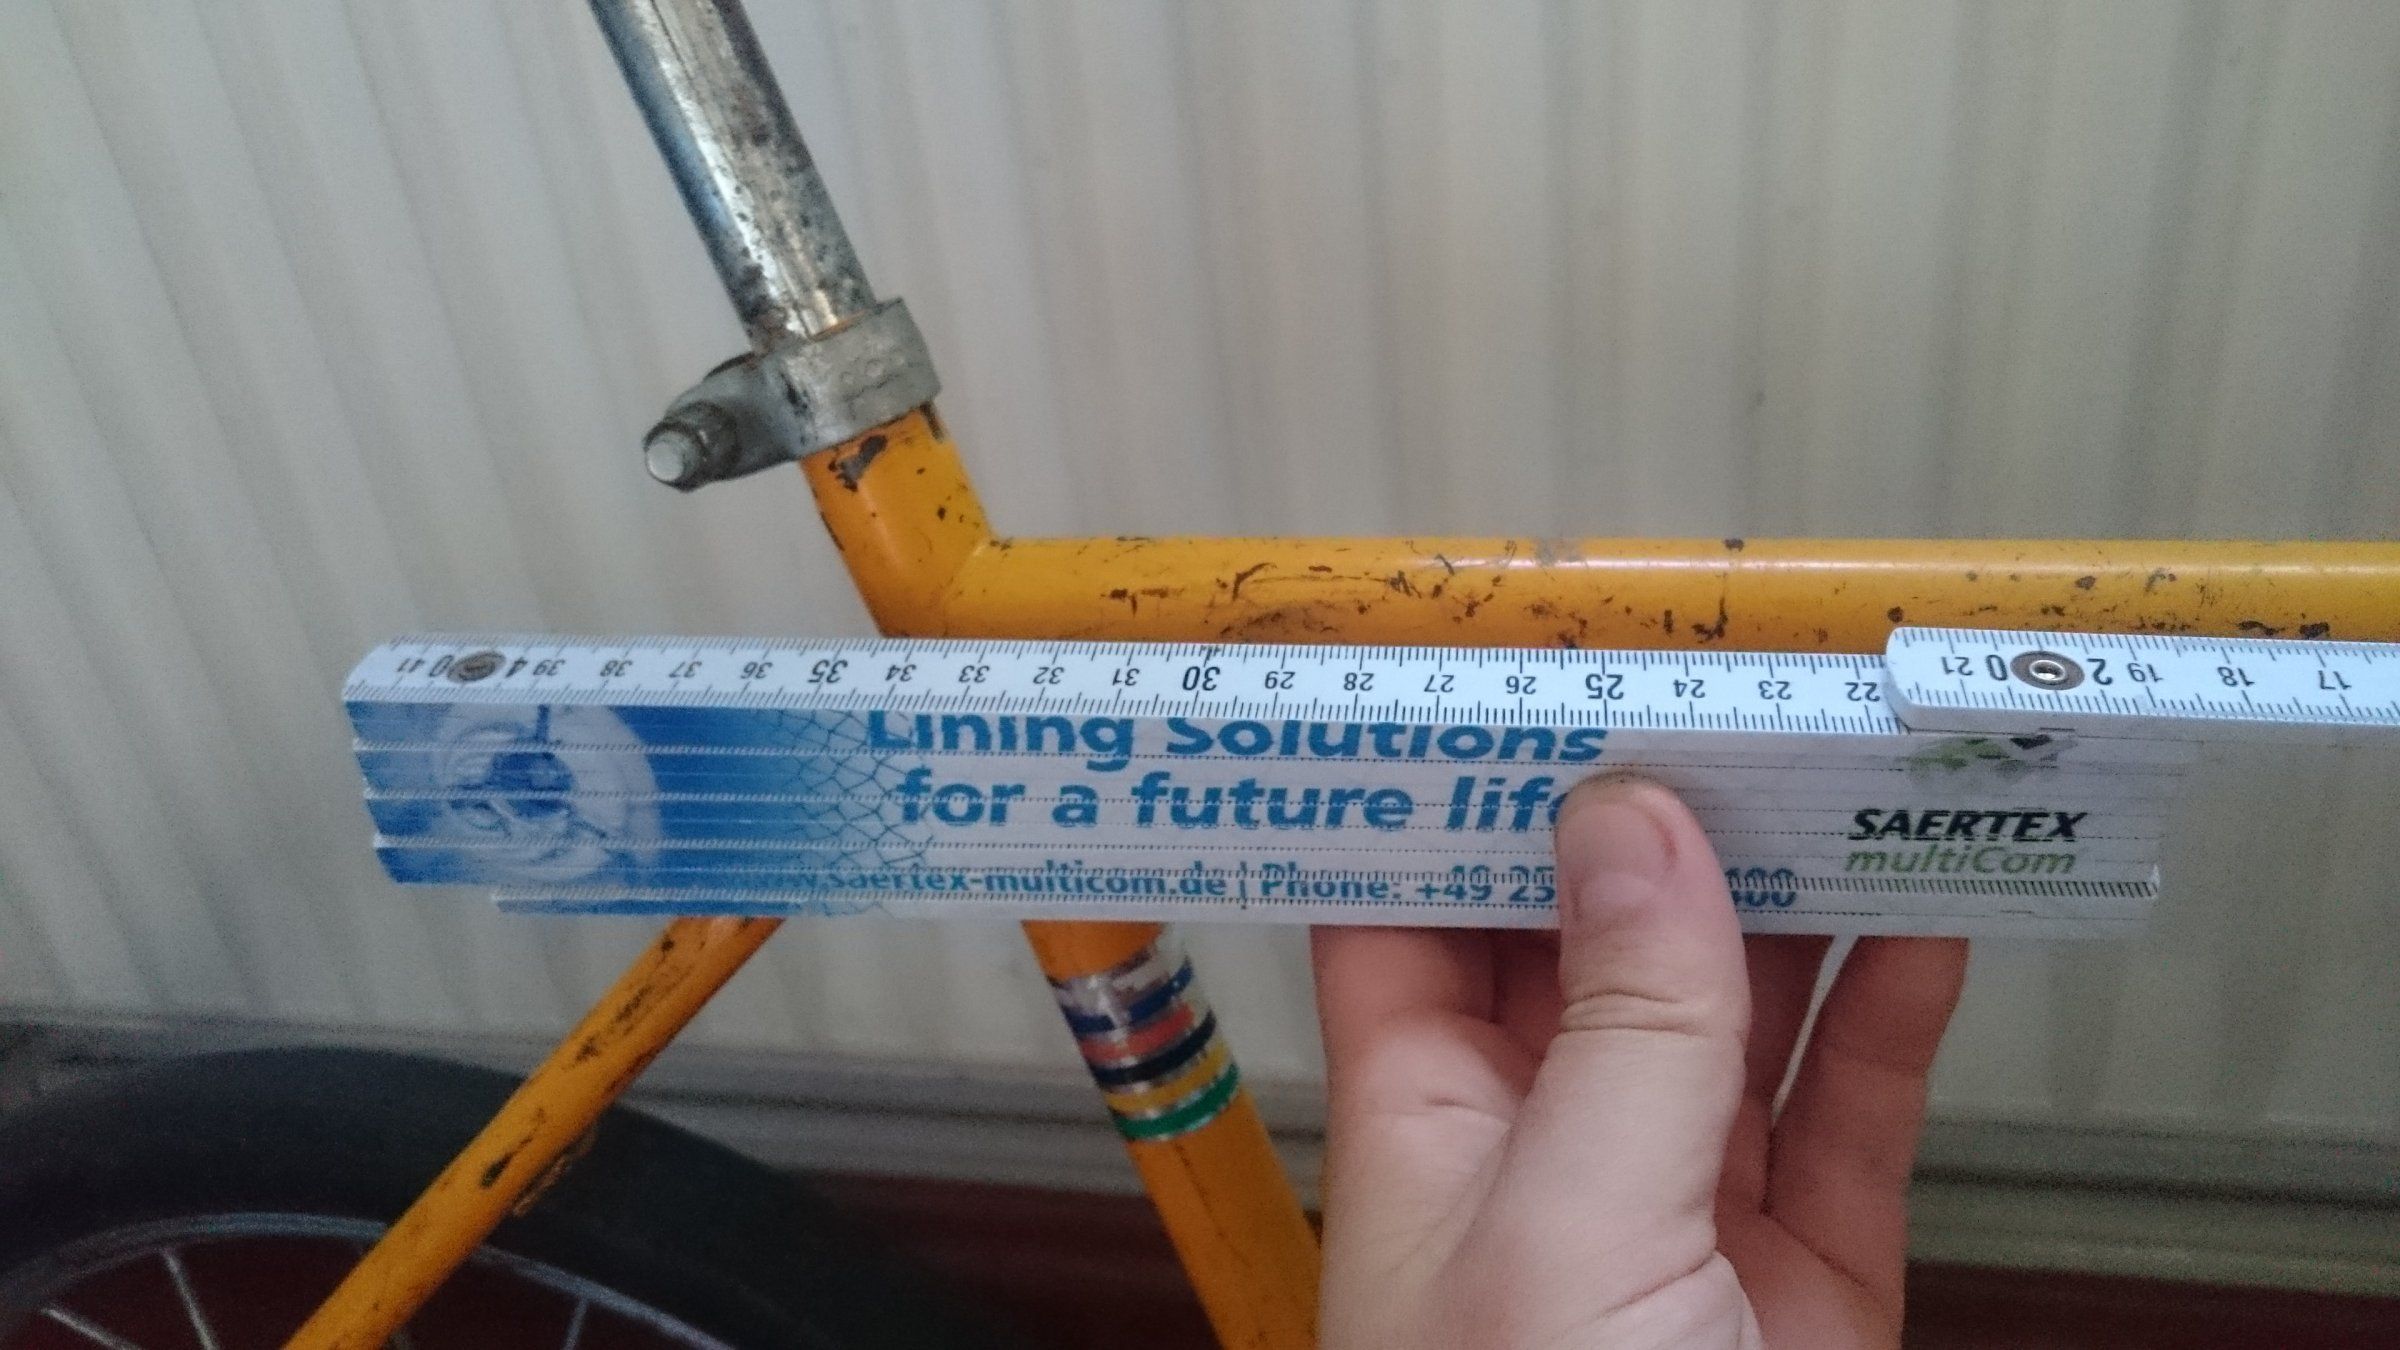 41 40 39 38 37 36 35 34 33 32 31 30 29 28 27 26 25 24 23 22 21 20 19 18 17
Lining Solutions
for a future
SAERTEX
multiCom
saertex-multicom.de | Phone: +49 25
400